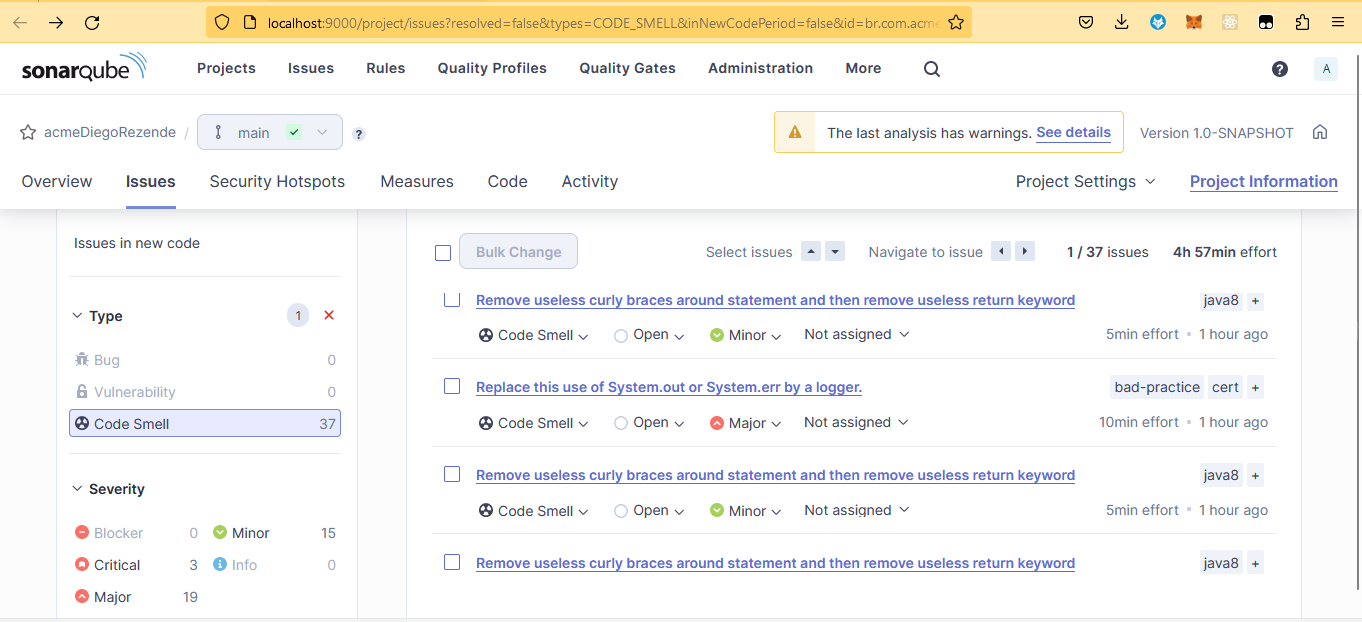 localhost:9000/project/issues?resolved=false&types=CODE_SMELL&inNewCodePeriod=false&id=br.com.acme
sonarqube Projects Issues Rules Quality Profiles Quality Gates Administration More ? A
acmeDiegoRezende / main ? The last analysis has warnings. See details Version 1.0-SNAPSHOT
Overview Issues Security Hotspots Measures Code Activity Project Settings Project Information
Issues in new code
Type 1
Bug 0
Vulnerability 0
Code Smell 37
Severity
Blocker 0 Minor 15
Critical 3 Info 0
Major 19
Bulk Change Select issues Navigate to issue 1 / 37 issues 4h 57min effort
Remove useless curly braces around statement and then remove useless return keyword java8 +
Code Smell Open Minor Not assigned 5min effort • 1 hour ago
Replace this use of System.out or System.err by a logger. bad-practice cert +
Code Smell Open Major Not assigned 10min effort • 1 hour ago
Remove useless curly braces around statement and then remove useless return keyword java8 +
Code Smell Open Minor Not assigned 5min effort • 1 hour ago
Remove useless curly braces around statement and then remove useless return keyword java8 +